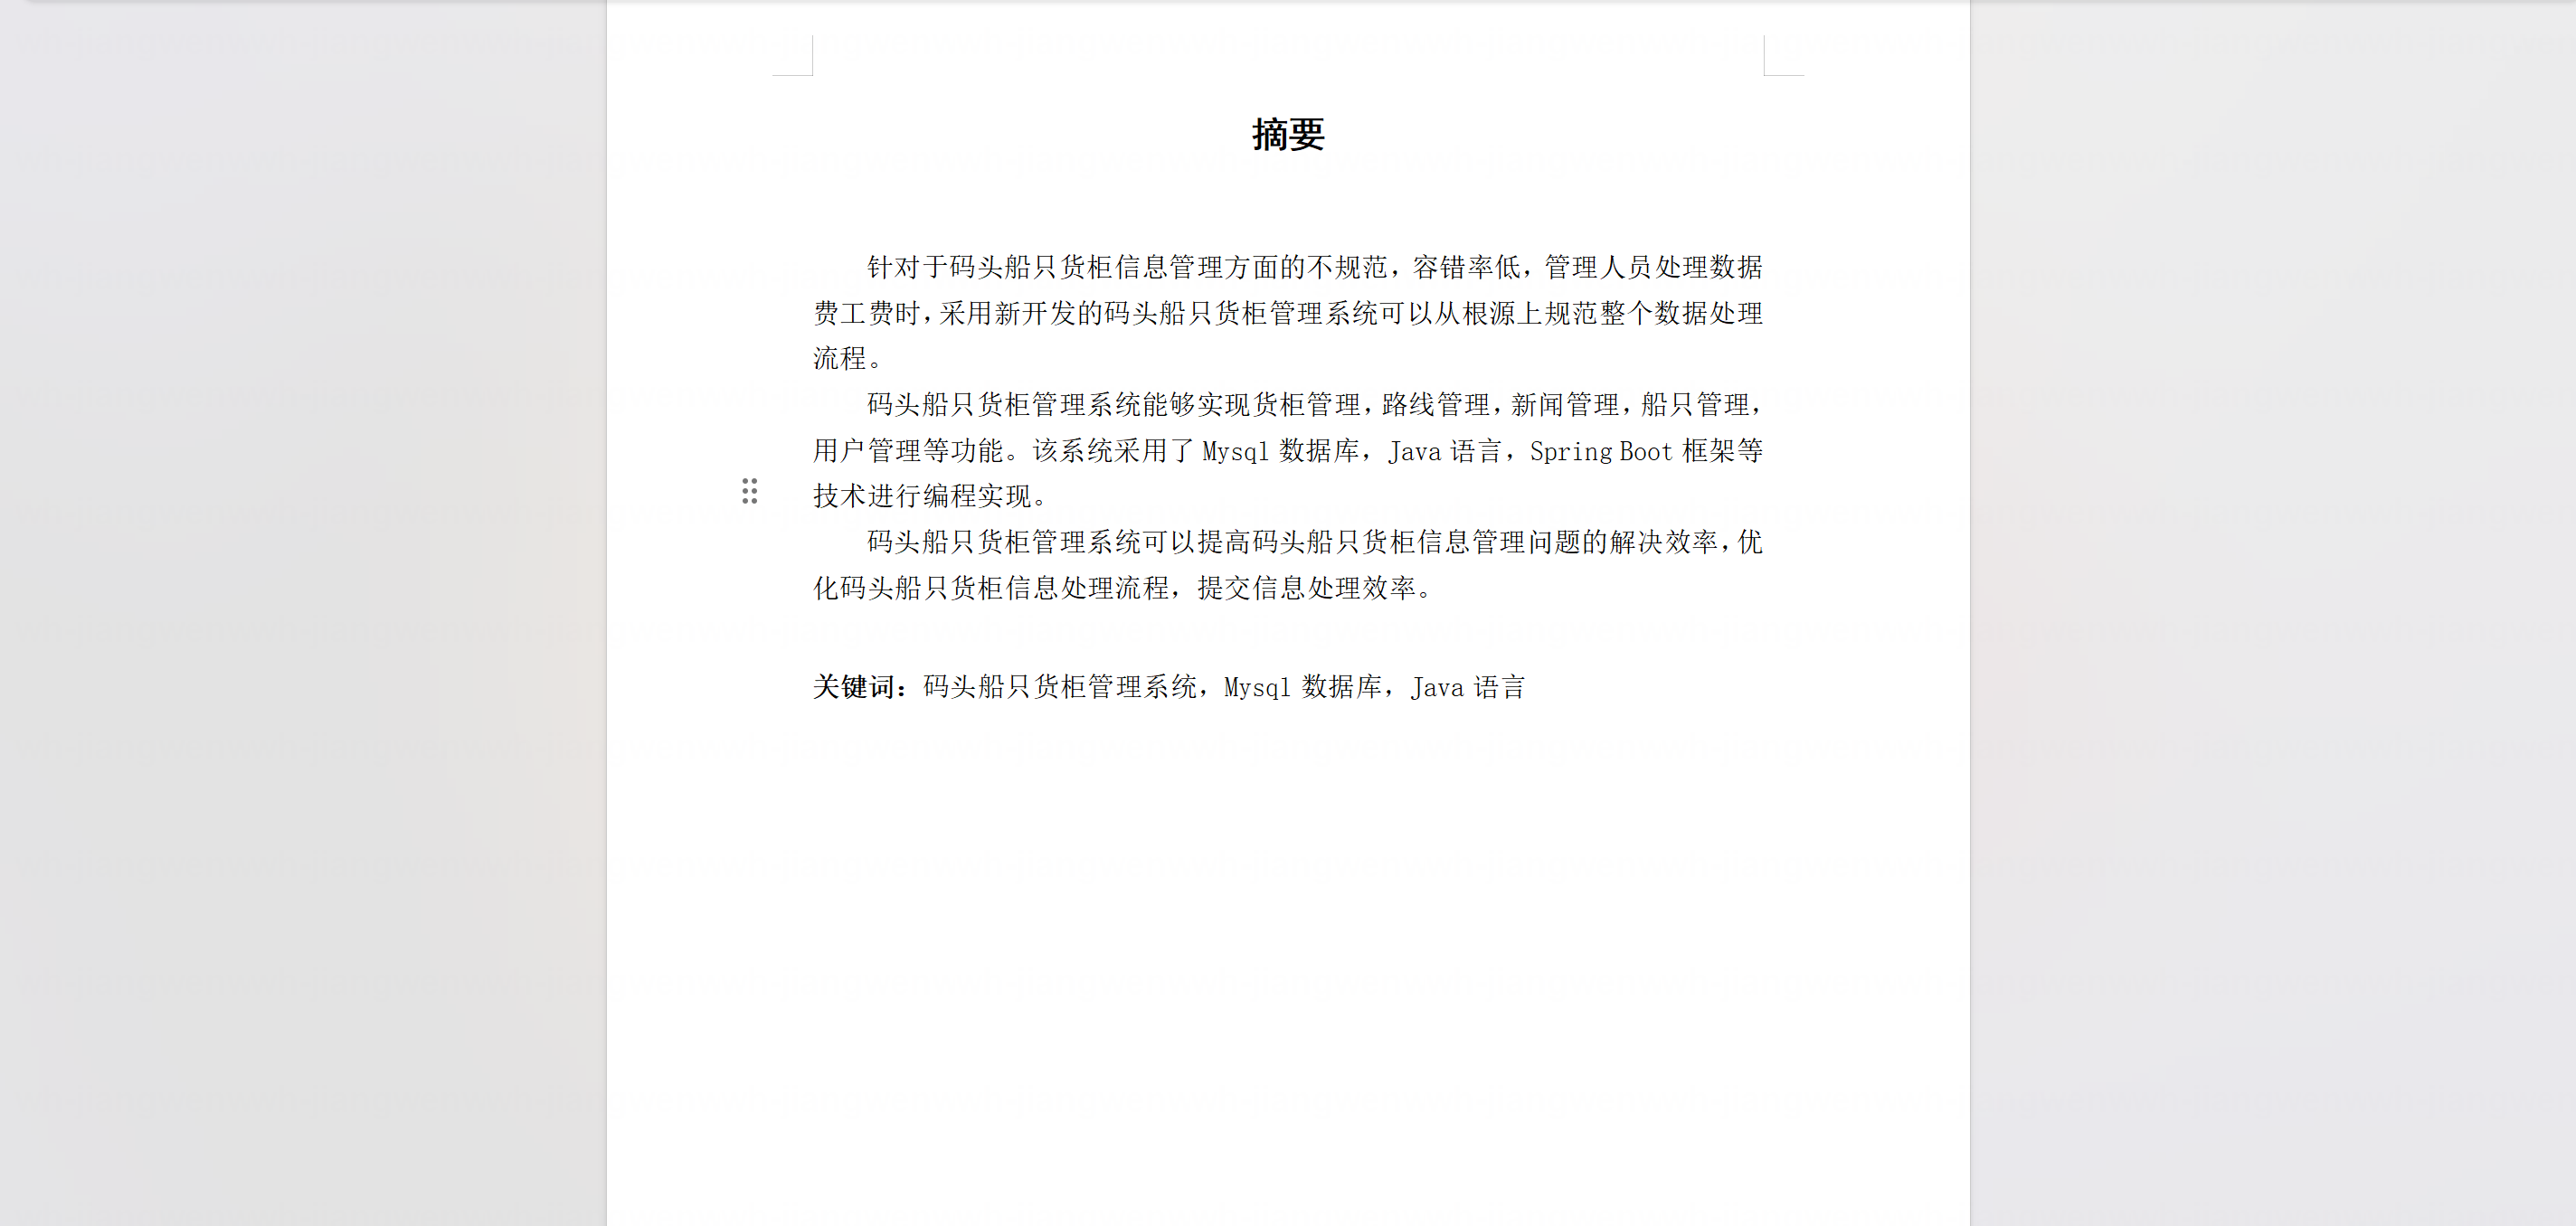 摘要
针对于码头船只货柜信息管理方面的不规范，容错率低，管理人员处理数据
费工费时，采用新开发的码头船只货柜管理系统可以从根源上规范整个数据处理
流程。
码头船只货柜管理系统能够实现货柜管理，路线管理，新闻管理，船只管理，
用户管理等功能。该系统采用了 Mysql 数据库，Java 语言，Spring Boot 框架等
技术进行编程实现。
码头船只货柜管理系统可以提高码头船只货柜信息管理问题的解决效率，优
化码头船只货柜信息处理流程，提交信息处理效率。
关键词：码头船只货柜管理系统，Mysql 数据库，Java 语言